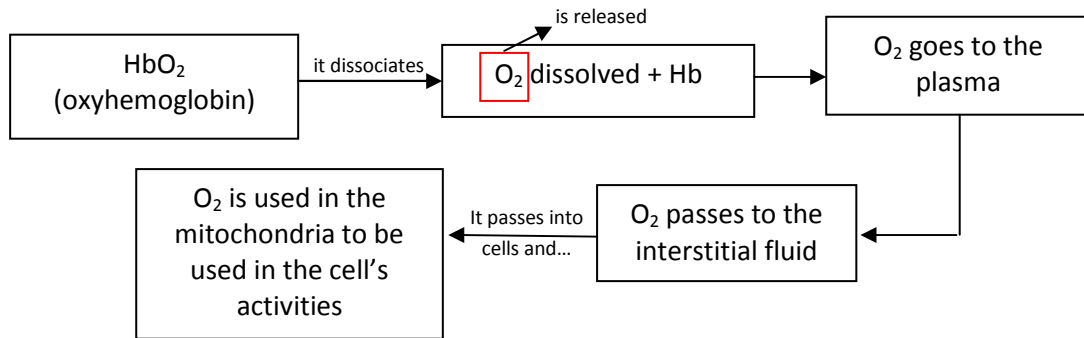 HbO₂
(oxyhemoglobin)
it dissociates
is released
O₂ dissolved + Hb
O₂ goes to the
plasma
O₂ passes to the
interstitial fluid
It passes into
cells and...
O₂ is used in the
mitochondria to be
used in the cell's
activities